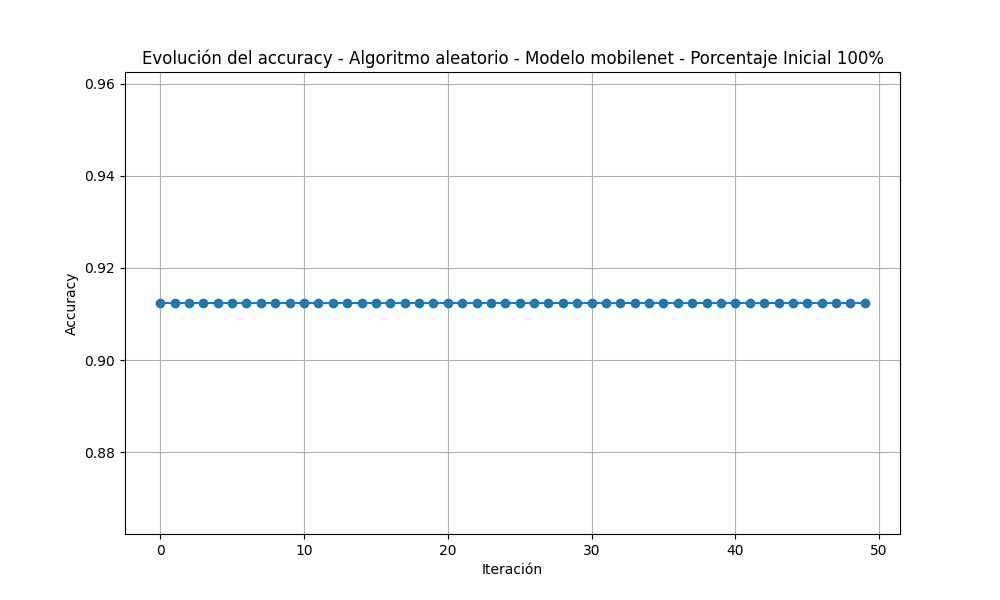 Evolución del accuracy - Algoritmo aleatorio - Modelo mobilenet - Porcentaje Inicial 100%
0.96
0.94
0.92
0.90
0.88
Accuracy
0 10 20 30 40 50
Iteración